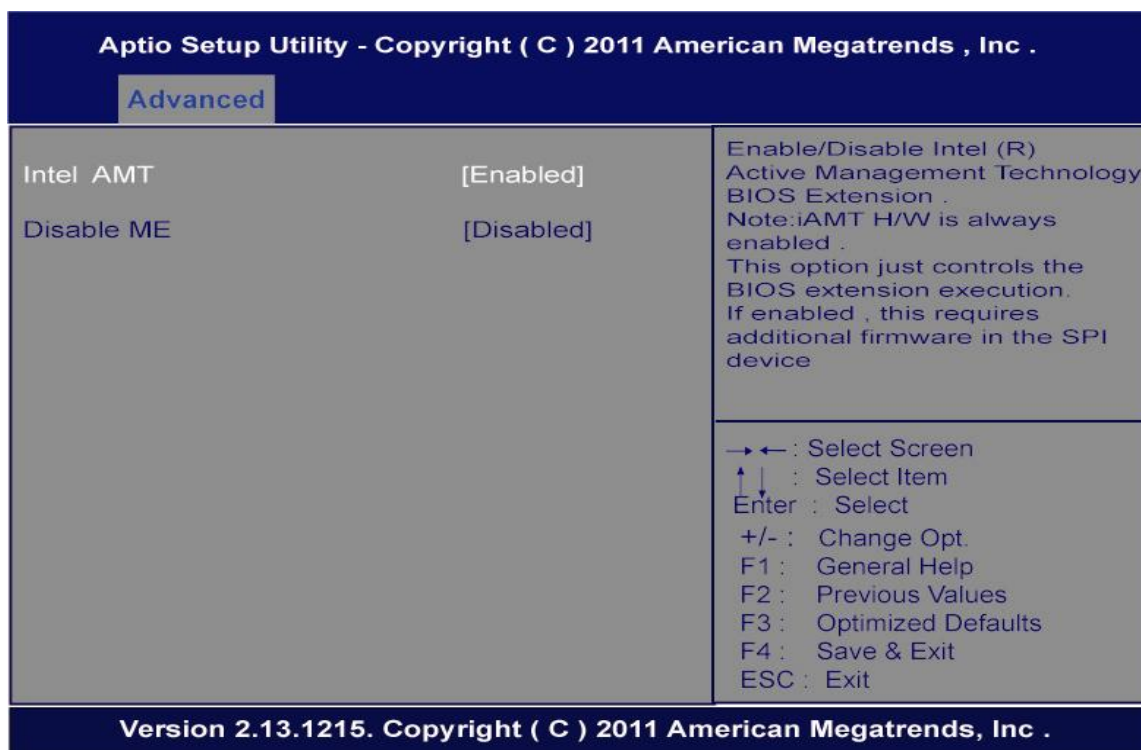 Aptio Setup Utility - Copyright ( C ) 2011 American Megatrends , Inc .
Advanced
Intel AMT [Enabled]
Disable ME [Disabled]
Enable/Disable Intel (R)
Active Management Technology
BIOS Extension .
Note:iAMT H/W is always
enabled .
This option just controls the
BIOS extension execution.
If enabled , this requires
additional firmware in the SPI
device
→ ← : Select Screen
↑ ↓ : Select Item
Enter : Select
+/- : Change Opt.
F1 : General Help
F2 : Previous Values
F3 : Optimized Defaults
F4 : Save & Exit
ESC : Exit
Version 2.13.1215. Copyright ( C ) 2011 American Megatrends, Inc .